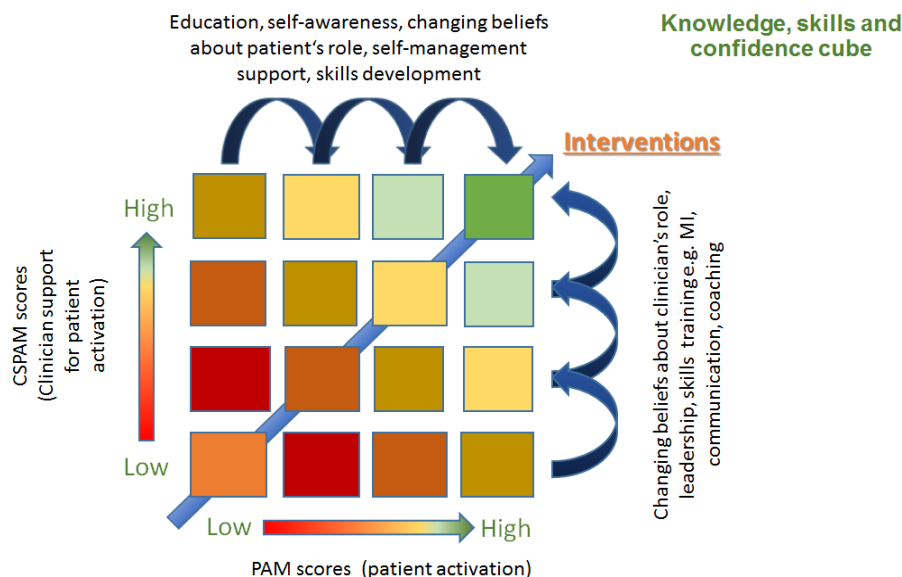 Education, self-awareness, changing beliefs
about patient‘s role, self-management
support, skills development
Knowledge, skills and
confidence cube
Interventions
High
CSPAM scores
(Clinician support
for patient
activation)
Low
Changing beliefs about clinician’s role,
leadership, skills training e.g. MI,
communication, coaching
Low
High
PAM scores (patient activation)